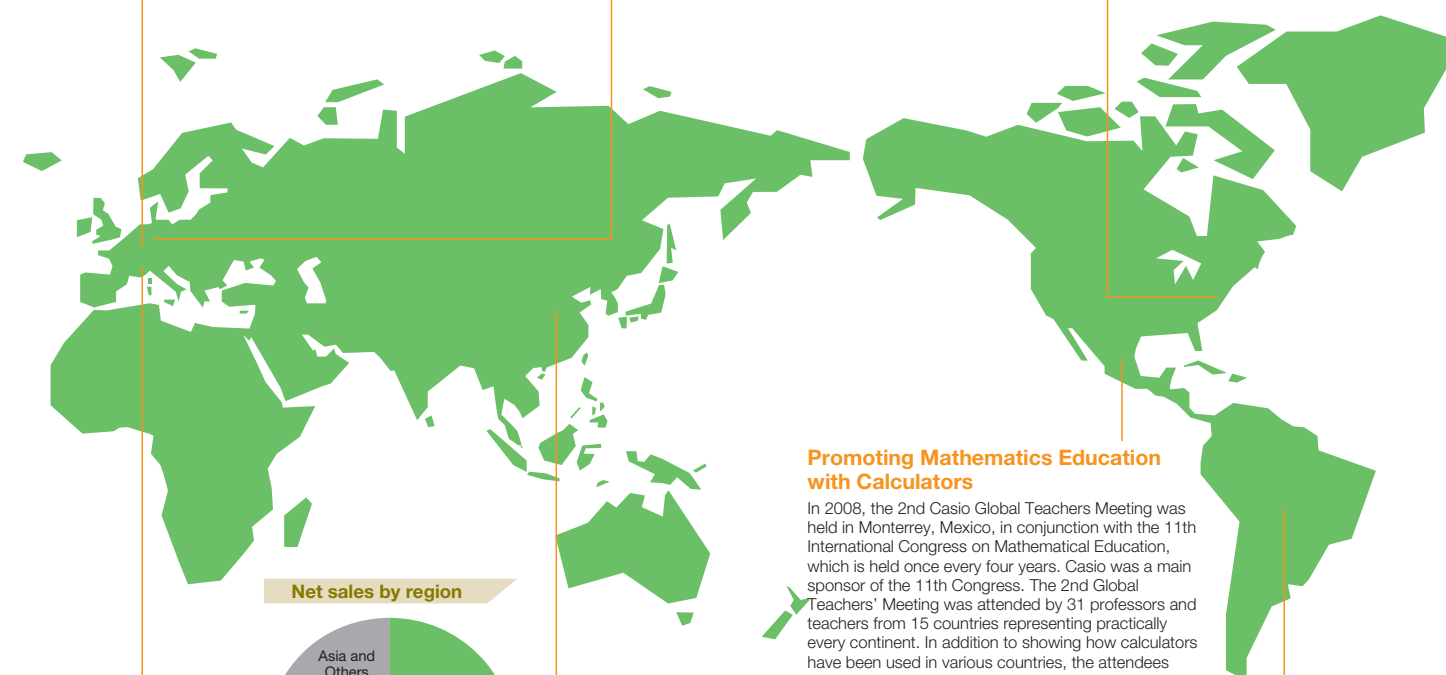 Promoting Mathematics Education
with Calculators
In 2008, the 2nd Casio Global Teachers Meeting was
held in Monterrey, Mexico, in conjunction with the 11th
International Congress on Mathematical Education,
which is held once every four years. Casio was a main
sponsor of the 11th Congress. The 2nd Global
Teachers’ Meeting was attended by 31 professors and
teachers from 15 countries representing practically
every continent. In addition to showing how calculators
have been used in various countries, the attendees
Net sales by region
Asia and
Others